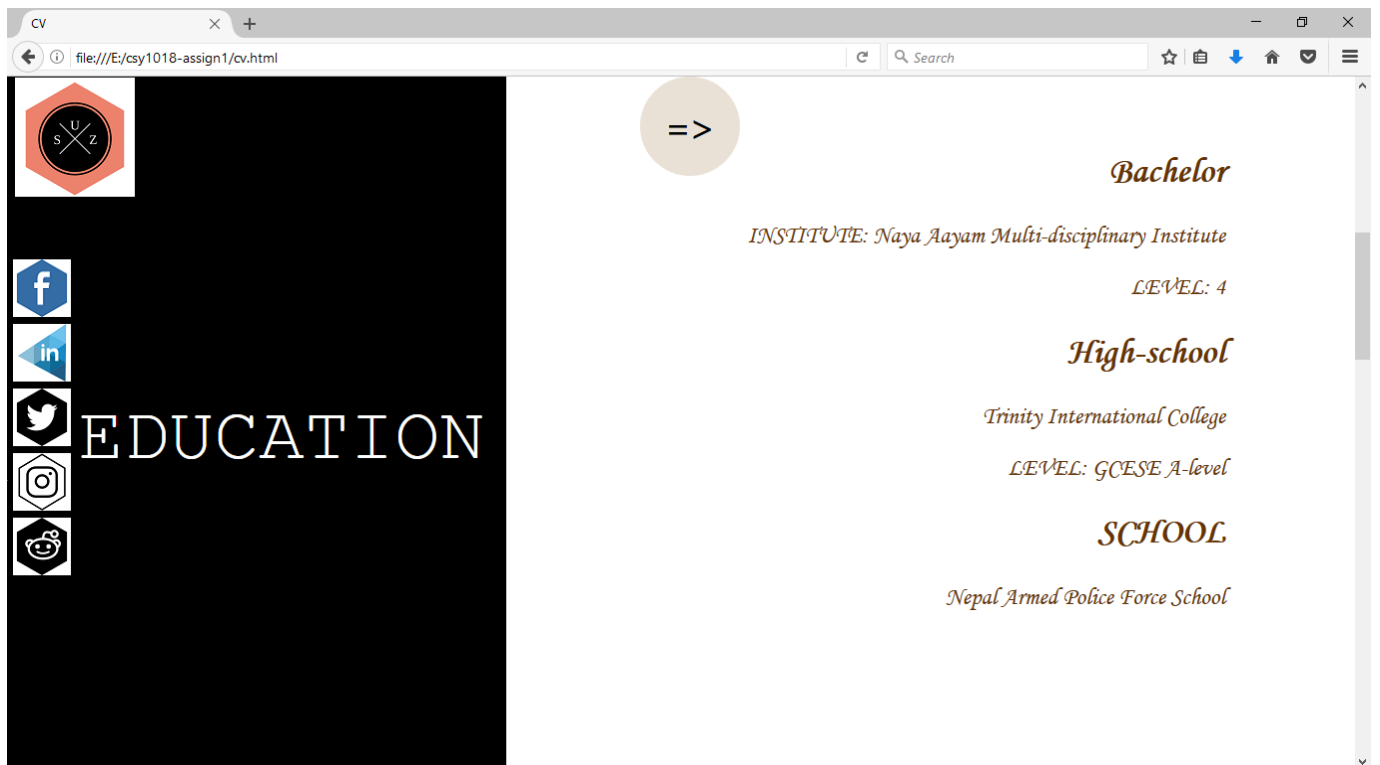 CV
file:///E:/csy1018-assign1/cv.html
Search
U
S Z
=>
Bachelor
INSTITUTE: Naya Aayam Multi-disciplinary Institute
LEVEL: 4
f
in
EDUCATION
High-school
Trinity International College
LEVEL: GCESE A-level
SCHOOL
Nepal Armed Police Force School